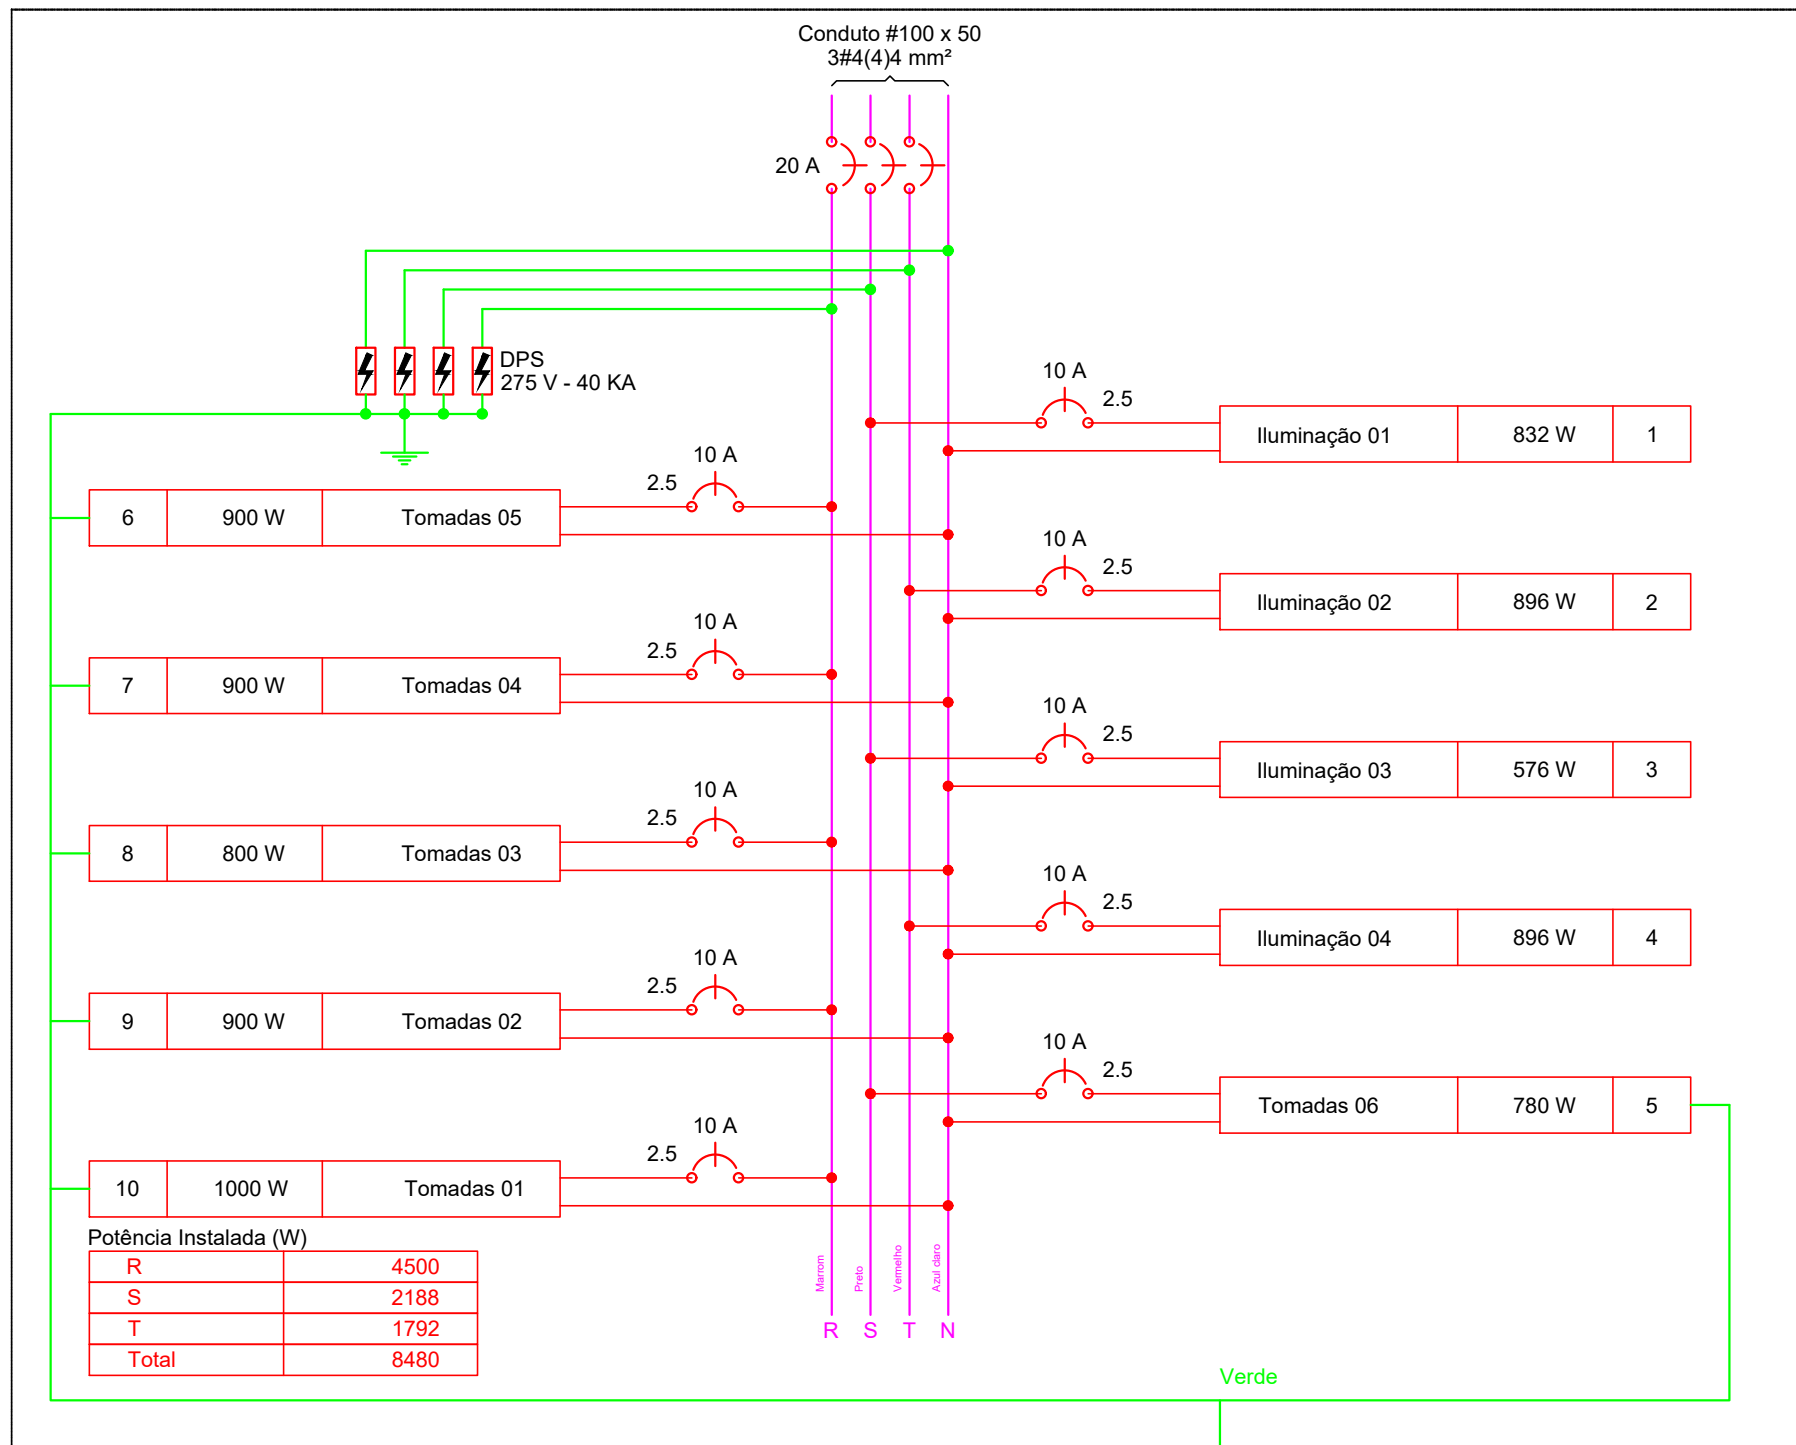 Conduto #100 x 50
3#4(4)4 mm²
20 A
DPS
275 V - 40 KA
10 A
2.5
Iluminação 01 832 W 1
10 A
2.5
6 900 W Tomadas 05
10 A
2.5
Iluminação 02 896 W 2
10 A
2.5
7 900 W Tomadas 04
10 A
2.5
Iluminação 03 576 W 3
10 A
2.5
8 800 W Tomadas 03
10 A
2.5
Iluminação 04 896 W 4
10 A
2.5
9 900 W Tomadas 02
10 A
2.5
Tomadas 06 780 W 5
10 A
2.5
10 1000 W Tomadas 01
Potência Instalada (W)
R 4500
S 2188
T 1792
Total 8480
Marrom
Preto
Vermelho
Azul claro
R S T N
Verde